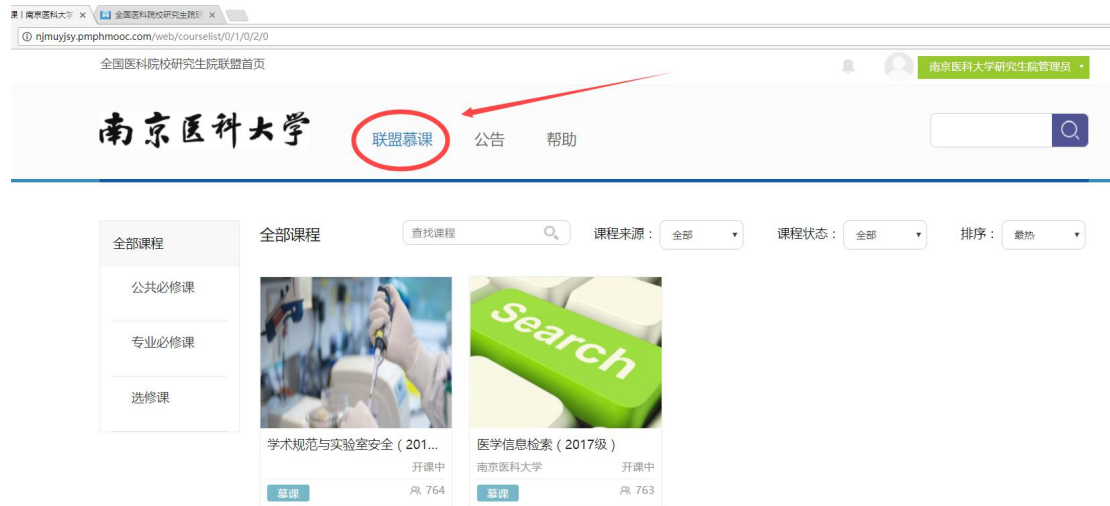 果 | 南京医科大学 × 全国医科院校研究生院联 ×
njmuyjsy.pmphmooc.com/web/courselist/0/1/0/2/0
全国医科院校研究生院联盟首页
南京医科大学研究生院管理员
南京医科大学
联盟慕课 公告 帮助
全部课程
公共必修课
专业必修课
选修课
全部课程 查找课程 课程来源： 全部 课程状态： 全部 排序： 最热
Search
学术规范与实验室安全（201...
开课中
慕课 764
医学信息检索（2017级）
南京医科大学 开课中
慕课 763